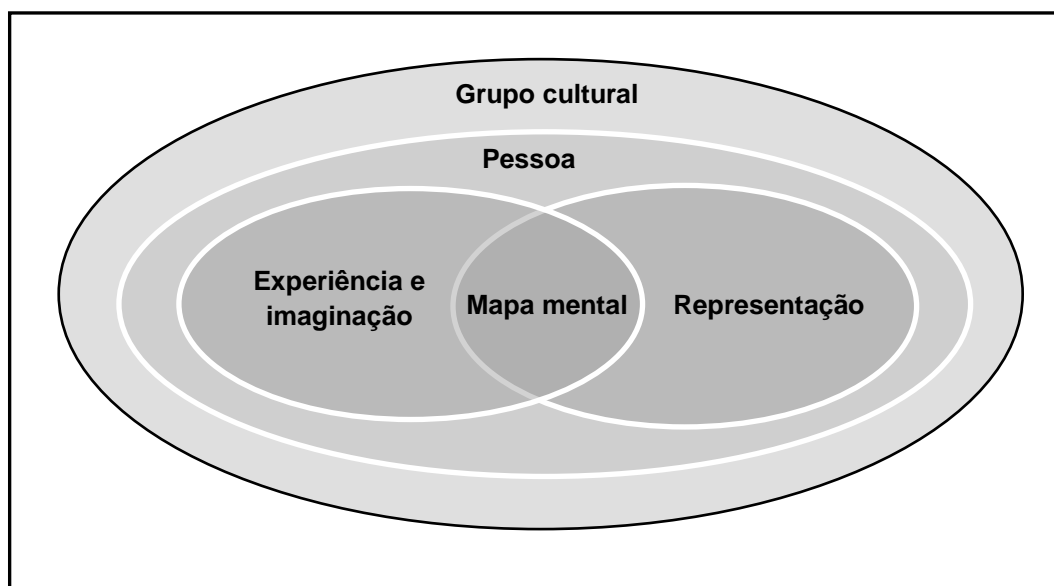 Grupo cultural
Pessoa
Experiência e
imaginação
Mapa mental
Representação